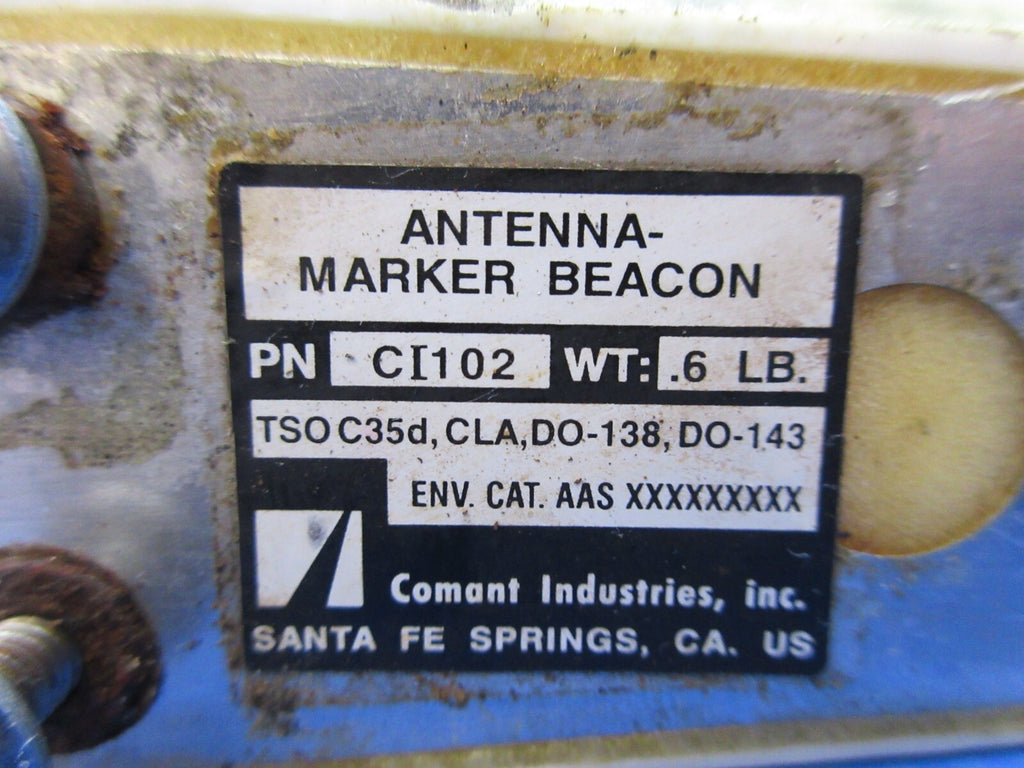 ANTENNA-
MARKER BEACON
PN CI102 WT: .6 LB.
TSO C35d, CLA, DO-138, DO-143
ENV. CAT. AAS XXXXXXXXX
Comant Industries, inc.
SANTA FE SPRINGS, CA. US